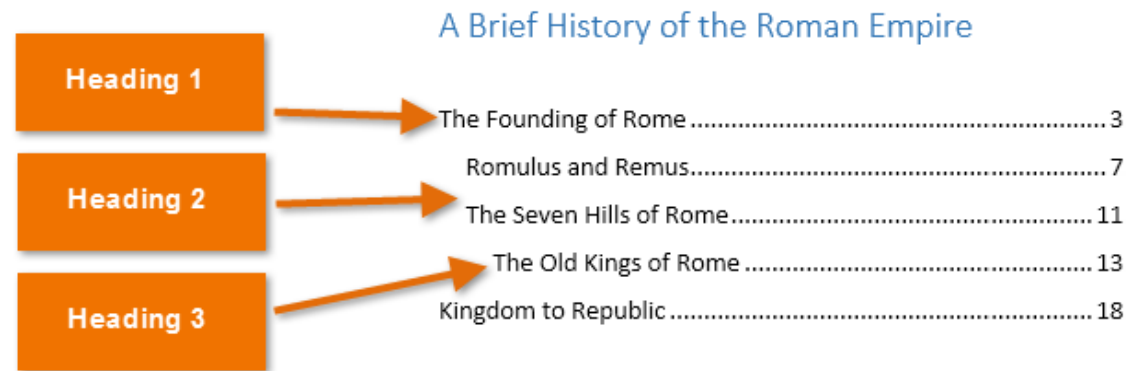 A Brief History of the Roman Empire
Heading 1
The Founding of Rome ........................................................ 3
Romulus and Remus........................................................ 7
Heading 2
The Seven Hills of Rome ................................................ 11
The Old Kings of Rome ................................................ 13
Heading 3
Kingdom to Republic ........................................................ 18